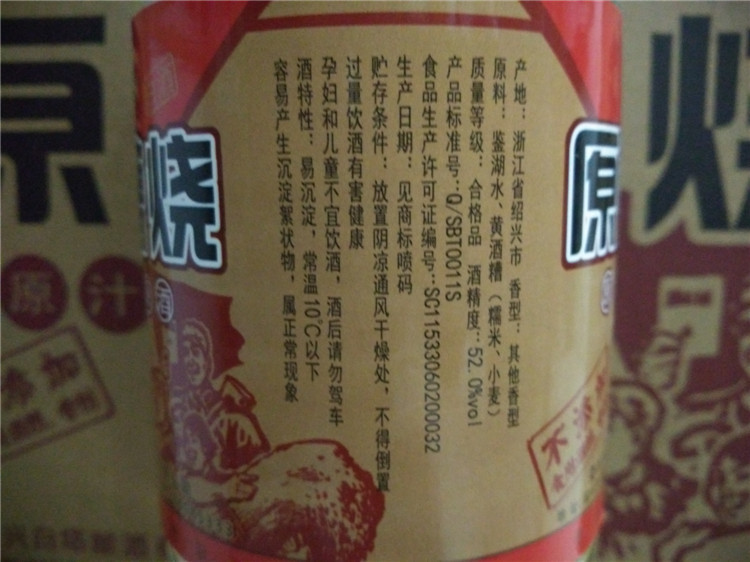 产地：浙江省绍兴市 香型：其他香型
原料：鉴湖水、黄酒糟（糯米、小麦）
质量等级：合格品 酒精度：52.0%vol
产品标准号：Q/SBT0011S
食品生产许可证编号：SC11533060200032
生产日期：见商标喷码
贮存条件：放置阴凉通风干燥处，不得倒置
过量饮酒有害健康
孕妇和儿童不宜饮酒，酒后请勿驾车
酒特性：易沉淀，常温10℃以下
容易产生沉淀絮状物，属正常现象
烧
原
原
烧
原汁
添加
不添